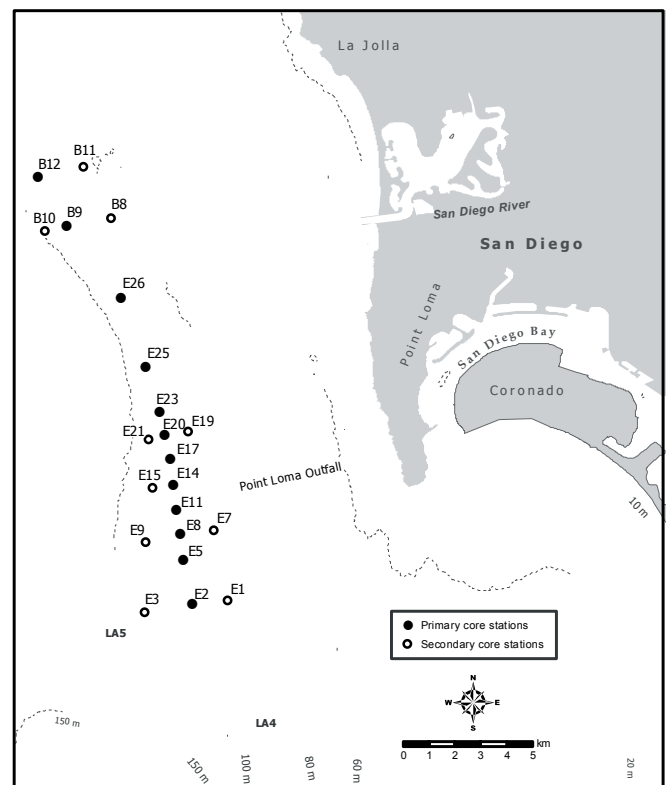 La Jolla
B11
B12
B8
B10
B9
San Diego River
San Diego
E26
Point Loma
San Diego Bay
E25
Coronado
E23
E19
E20
E21
E17
E14
E15
Point Loma Outfall
10 m
E11
E7
E8
E9
E5
E1
E2
E3
Primary core stations
Secondary core stations
LA5
N
W
E
S
150 m
LA4
km
0 1 2 3 4 5
150 m
100 m
80 m
60 m
20 m